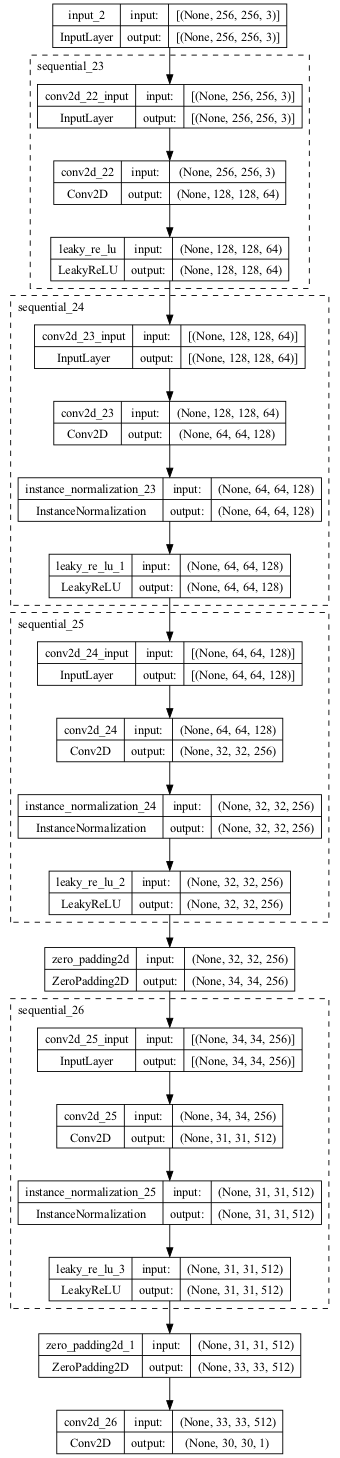 input_2 input: [(None, 256, 256, 3)]
InputLayer output: [(None, 256, 256, 3)]
sequential_23
conv2d_22_input input: [(None, 256, 256, 3)]
InputLayer output: [(None, 256, 256, 3)]
conv2d_22 input: (None, 256, 256, 3)
Conv2D output: (None, 128, 128, 64)
leaky_re_lu input: (None, 128, 128, 64)
LeakyReLU output: (None, 128, 128, 64)
sequential_24
conv2d_23_input input: [(None, 128, 128, 64)]
InputLayer output: [(None, 128, 128, 64)]
conv2d_23 input: (None, 128, 128, 64)
Conv2D output: (None, 64, 64, 128)
instance_normalization_23 input: (None, 64, 64, 128)
InstanceNormalization output: (None, 64, 64, 128)
leaky_re_lu_1 input: (None, 64, 64, 128)
LeakyReLU output: (None, 64, 64, 128)
sequential_25
conv2d_24_input input: [(None, 64, 64, 128)]
InputLayer output: [(None, 64, 64, 128)]
conv2d_24 input: (None, 64, 64, 128)
Conv2D output: (None, 32, 32, 256)
instance_normalization_24 input: (None, 32, 32, 256)
InstanceNormalization output: (None, 32, 32, 256)
leaky_re_lu_2 input: (None, 32, 32, 256)
LeakyReLU output: (None, 32, 32, 256)
zero_padding2d input: (None, 32, 32, 256)
ZeroPadding2D output: (None, 34, 34, 256)
sequential_26
conv2d_25_input input: [(None, 34, 34, 256)]
InputLayer output: [(None, 34, 34, 256)]
conv2d_25 input: (None, 34, 34, 256)
Conv2D output: (None, 31, 31, 512)
instance_normalization_25 input: (None, 31, 31, 512)
InstanceNormalization output: (None, 31, 31, 512)
leaky_re_lu_3 input: (None, 31, 31, 512)
LeakyReLU output: (None, 31, 31, 512)
zero_padding2d_1 input: (None, 31, 31, 512)
ZeroPadding2D output: (None, 33, 33, 512)
conv2d_26 input: (None, 33, 33, 512)
Conv2D output: (None, 30, 30, 1)